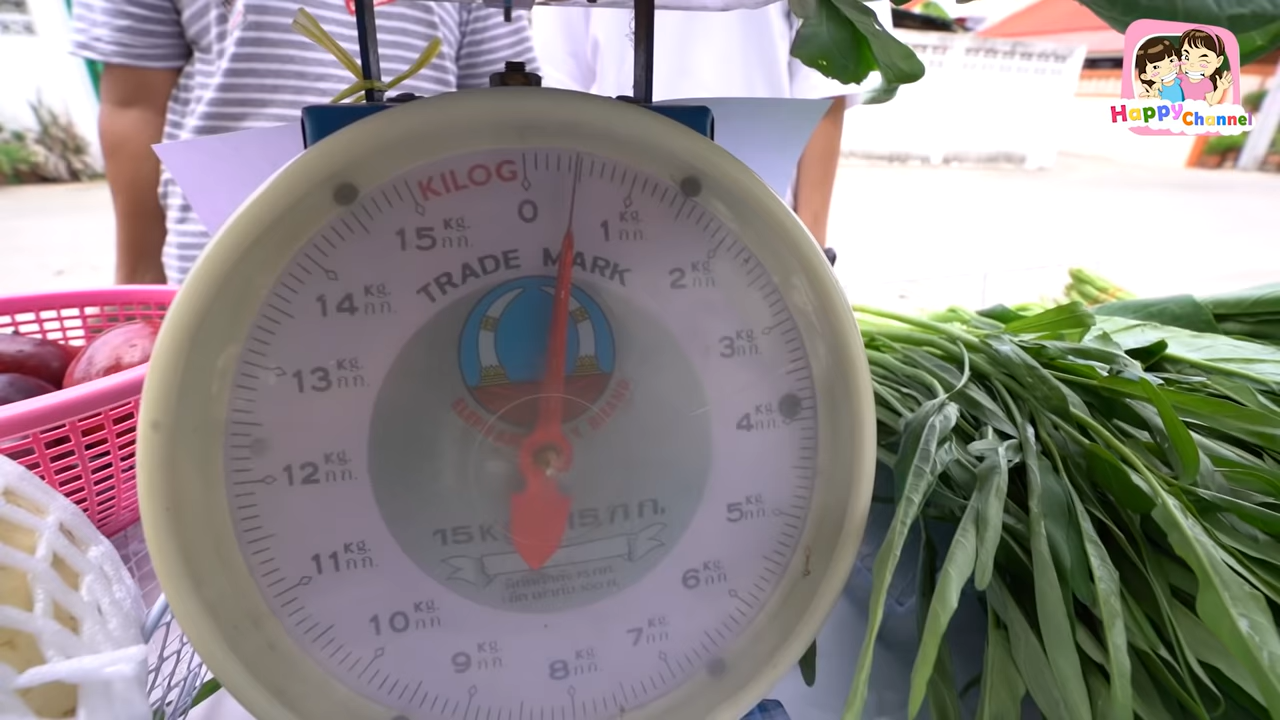 Happy Channel
KILOG
0
1 Kg. กก.
2 Kg. กก.
3 Kg. กก.
4 Kg. กก.
5 Kg. กก.
6 Kg. กก.
7 Kg. กก.
8 Kg. กก.
9 Kg. กก.
10 Kg. กก.
11 Kg. กก.
12 Kg. กก.
13 Kg. กก.
14 Kg. กก.
15 Kg. กก.
TRADE MARK
15 ก.ก.